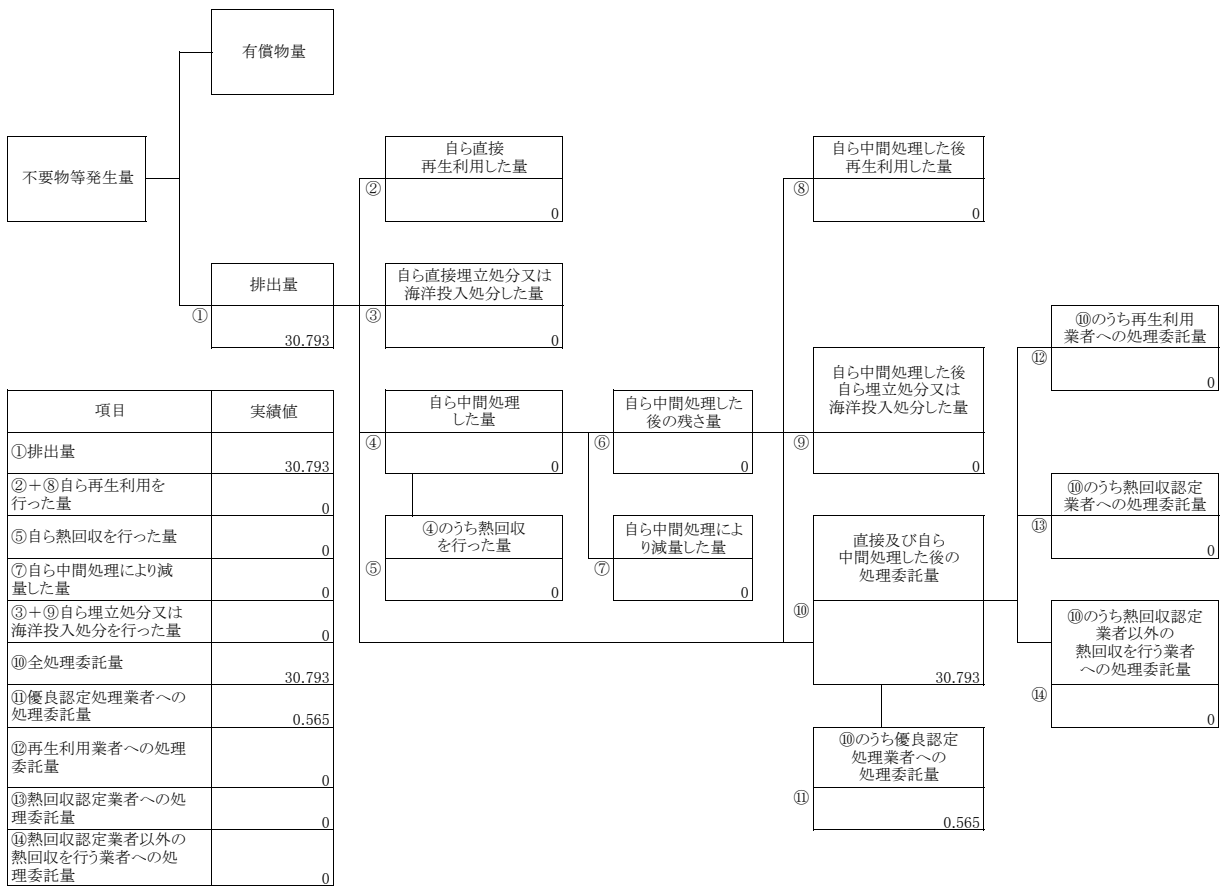 有償物量
不要物等発生量
自ら直接
再生利用した量
②
0
自ら中間処理した後
再生利用した量
⑧
0
排出量
①
30.793
自ら直接埋立処分又は
海洋投入処分した量
③
0
⑩のうち再生利用
業者への処理委託量
⑫
0
自ら中間処理
した量
④
0
自ら中間処理した
後の残さ量
⑥
0
自ら中間処理した後
自ら埋立処分又は
海洋投入処分した量
⑨
0
⑩のうち熱回収認定
業者への処理委託量
⑬
0
④のうち熱回収
を行った量
⑤
0
自ら中間処理によ
り減量した量
⑦
0
直接及び自ら
中間処理した後の
処理委託量
⑩
30.793
⑩のうち熱回収認定
業者以外の
熱回収を行う業者
への処理委託量
⑭
0
⑩のうち優良認定
処理業者への
処理委託量
⑪
0.565
項目
実績値
①排出量
30.793
②＋⑧自ら再生利用を
行った量
0
⑤自ら熱回収を行った量
0
⑦自ら中間処理により減
量した量
0
③＋⑨自ら埋立処分又は
海洋投入処分を行った量
0
⑩全処理委託量
30.793
⑪優良認定処理業者への
処理委託量
0.565
⑫再生利用業者への処理
委託量
0
⑬熱回収認定業者への処
理委託量
0
⑭熱回収認定業者以外の
熱回収を行う業者への処
理委託量
0